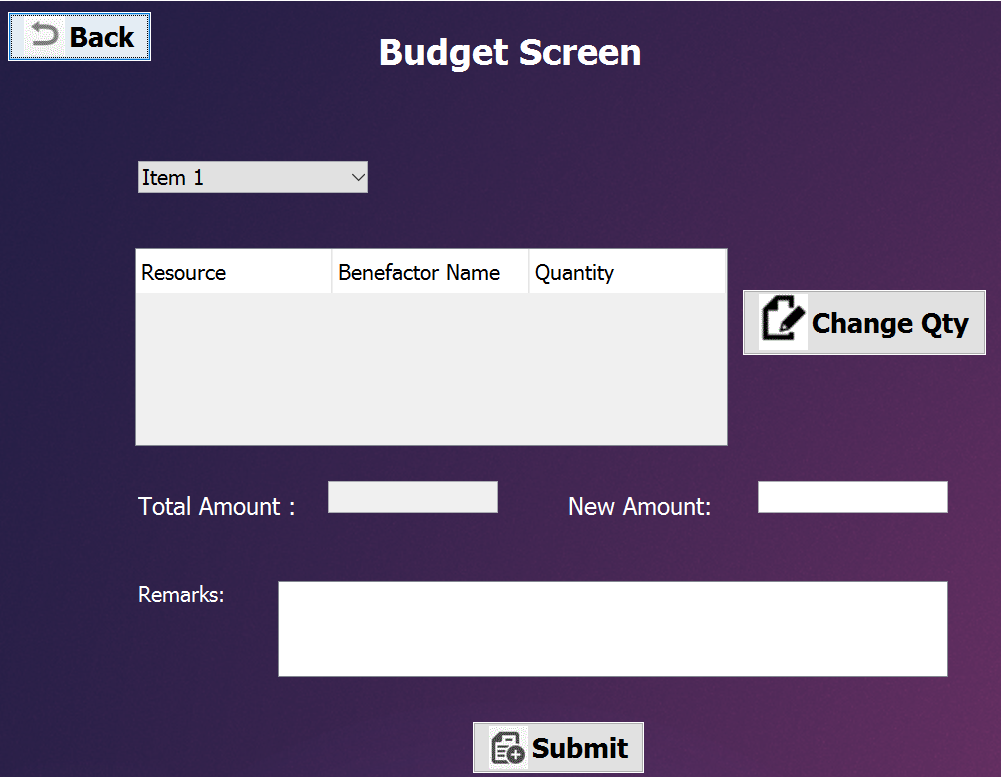 Back
Budget Screen
Item 1
Resource Benefactor Name Quantity
Change Qty
Total Amount : New Amount:
Remarks:
Submit